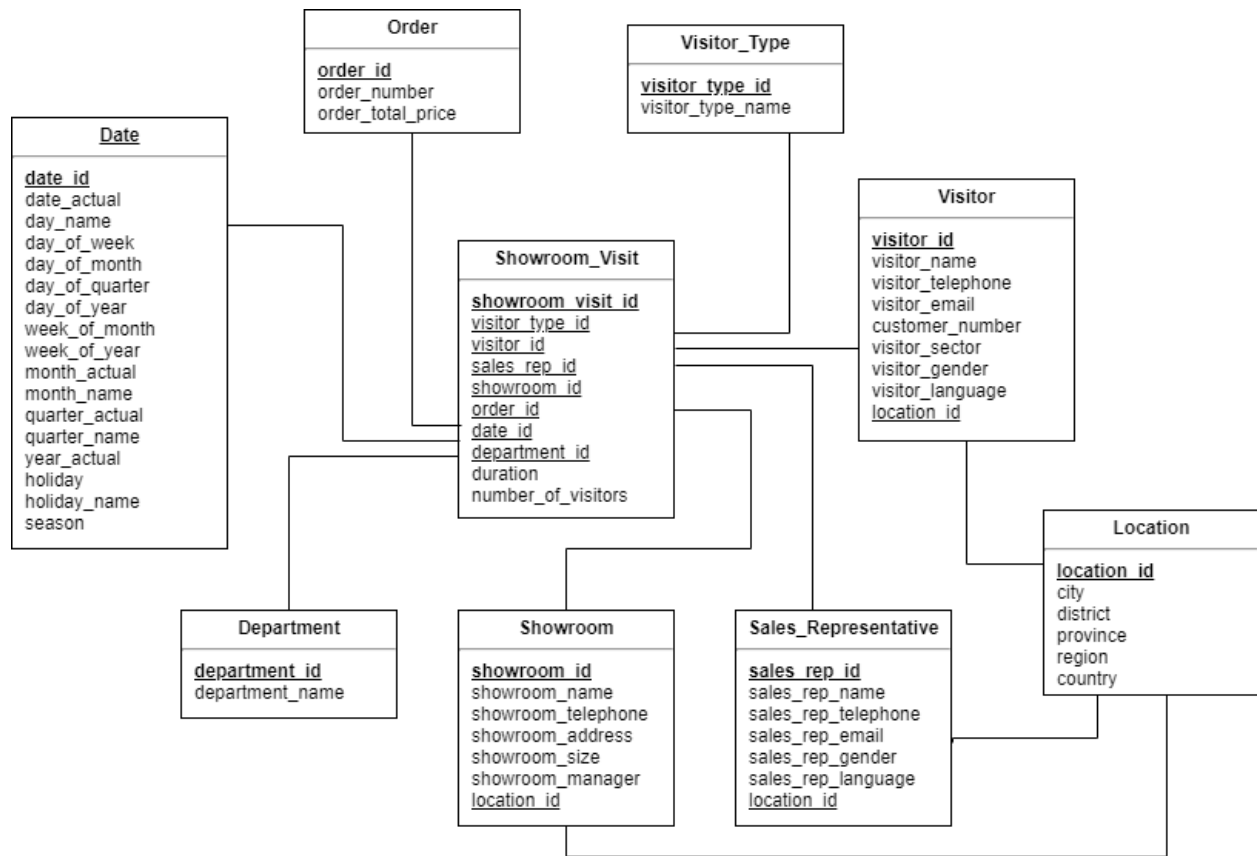 Order
order_id
order_number
order_total_price
Visitor_Type
visitor_type_id
visitor_type_name
Date
date_id
date_actual
day_name
day_of_week
day_of_month
day_of_quarter
day_of_year
week_of_month
week_of_year
month_actual
month_name
quarter_actual
quarter_name
year_actual
holiday
holiday_name
season
Visitor
visitor_id
visitor_name
visitor_telephone
visitor_email
customer_number
visitor_sector
visitor_gender
visitor_language
location_id
Showroom_Visit
showroom_visit_id
visitor_type_id
visitor_id
sales_rep_id
showroom_id
order_id
date_id
department_id
duration
number_of_visitors
Location
location_id
city
district
province
region
country
Department
department_id
department_name
Showroom
showroom_id
showroom_name
showroom_telephone
showroom_address
showroom_size
showroom_manager
location_id
Sales_Representative
sales_rep_id
sales_rep_name
sales_rep_telephone
sales_rep_email
sales_rep_gender
sales_rep_language
location_id